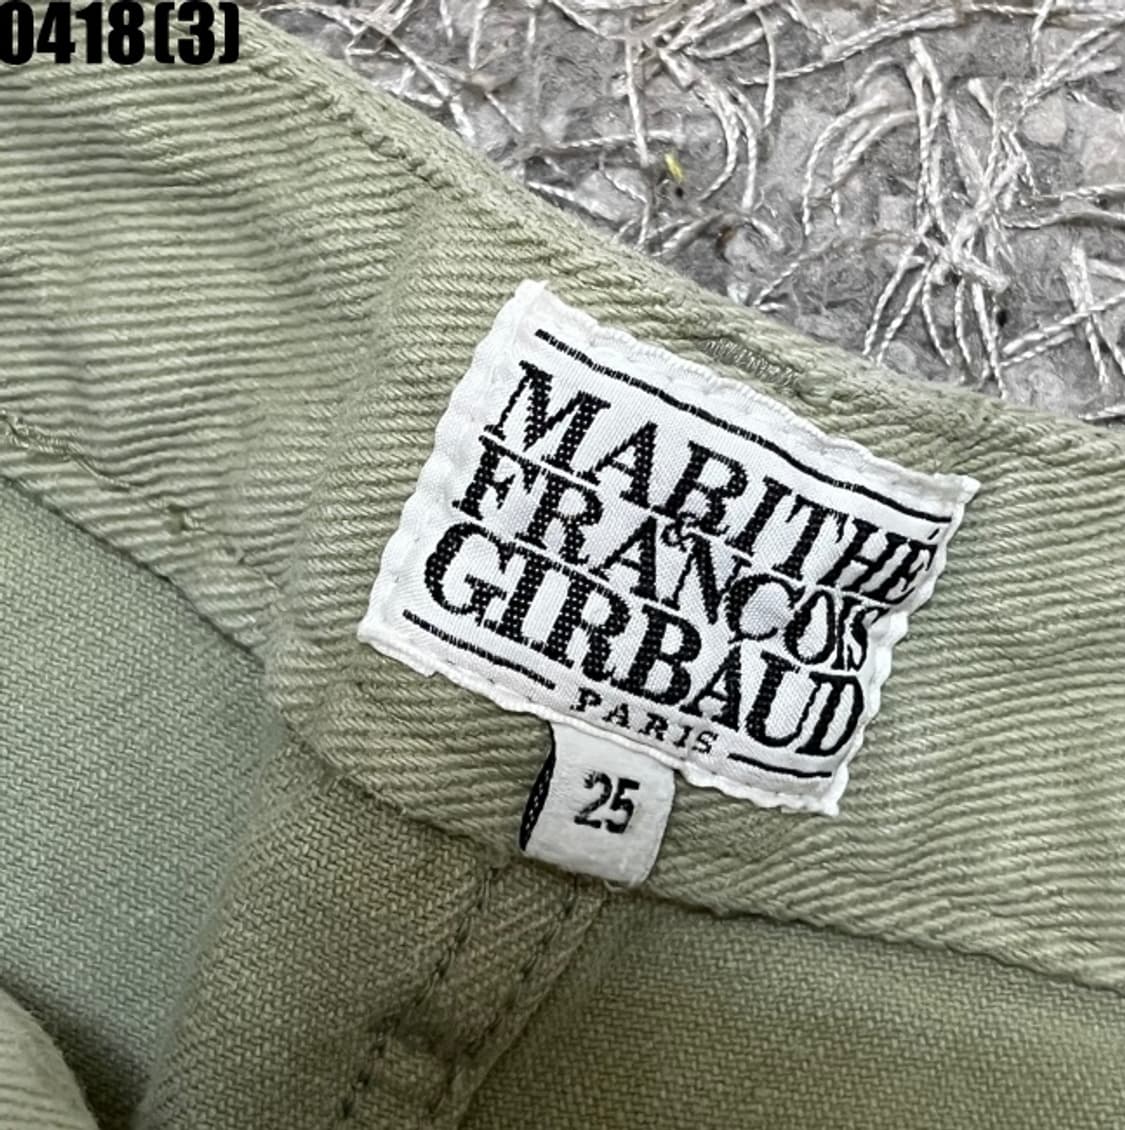 0418(3)
MARITHÉ
FRANÇOIS
&
GIRBAUD
PARIS
25